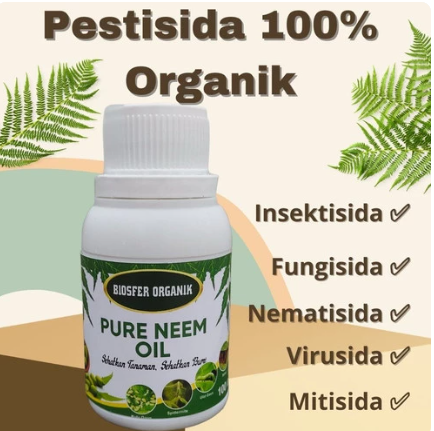 Pestisida 100%
Organik
Insektisida ✅
Fungisida ✅
Nematisida ✅
Virusida ✅
Mitisida ✅
BIOSFER ORGANIK
PURE NEEM
OIL
Sehatkan Tanaman, Sehatkan Bumi